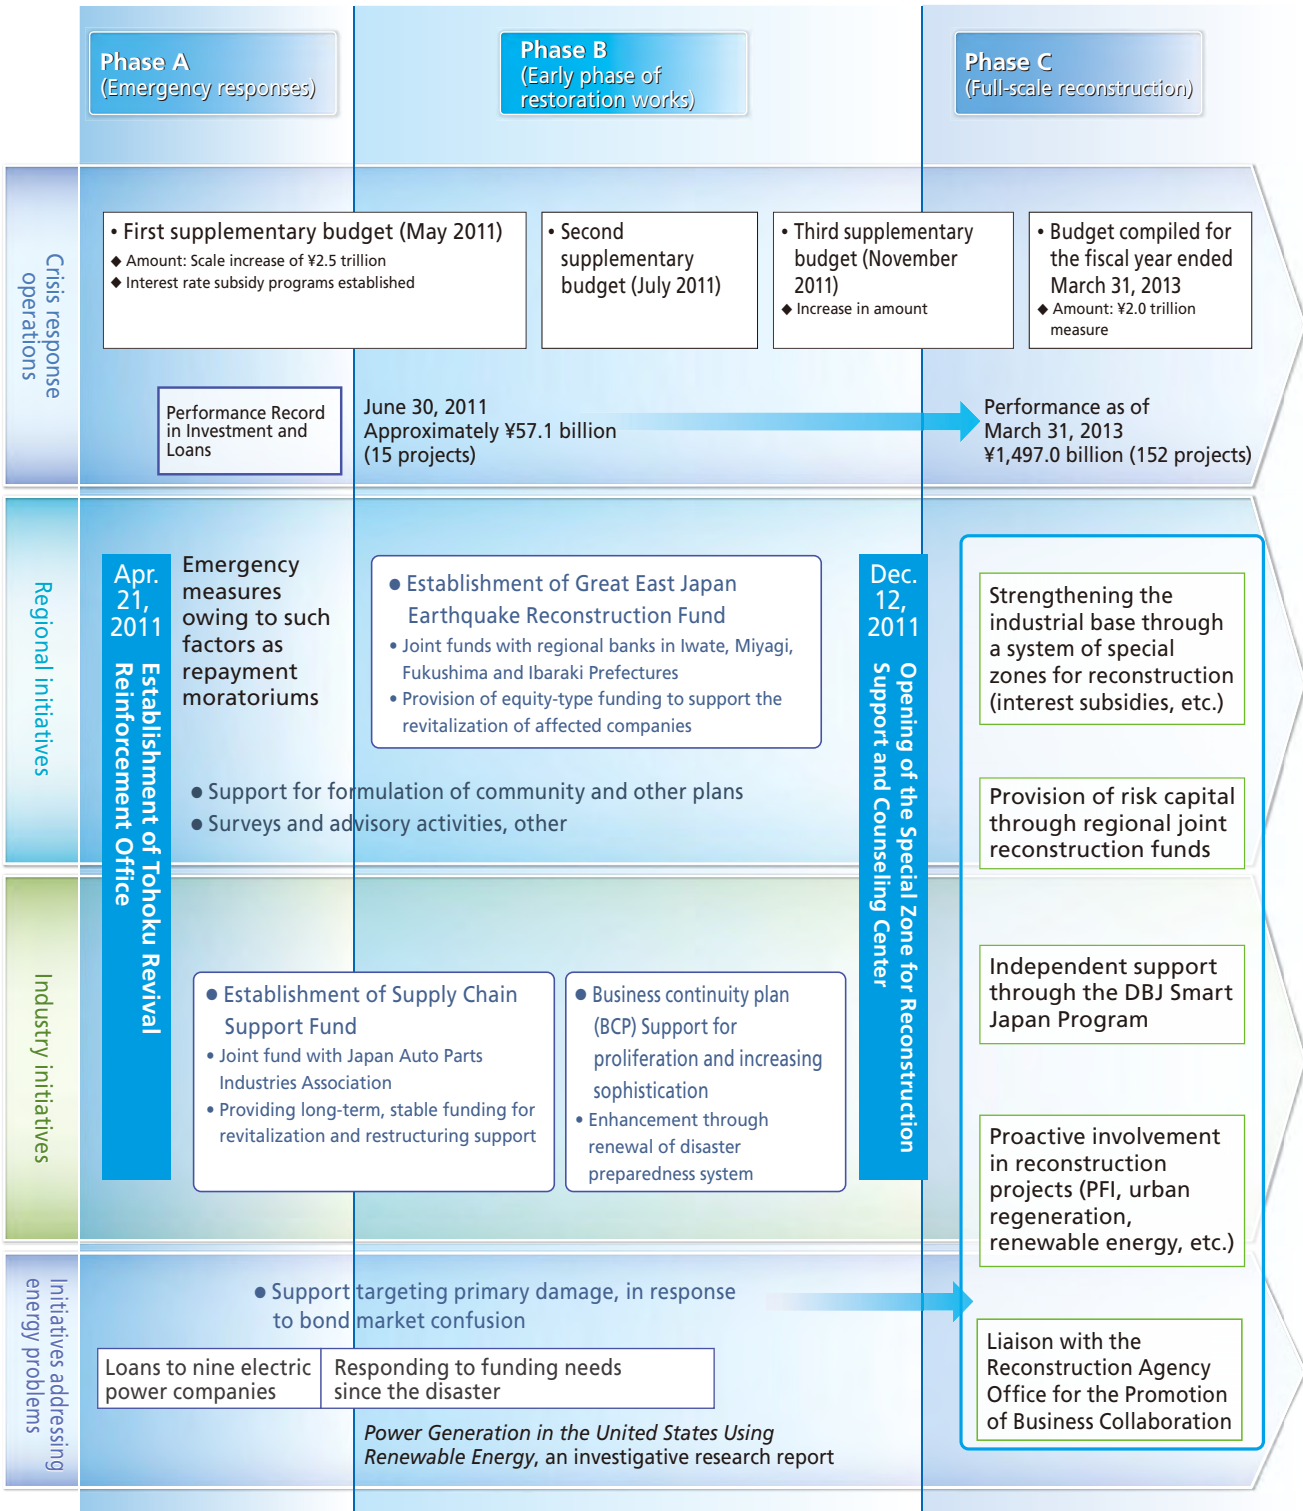 Phase A
(Emergency responses)
Phase B
(Early phase of
restoration works)
Phase C
(Full-scale reconstruction)
Crisis response
operations
• First supplementary budget (May 2011)
◆ Amount: Scale increase of ¥2.5 trillion
◆ Interest rate subsidy programs established
• Second
supplementary
budget (July 2011)
• Third supplementary
budget (November
2011)
◆ Increase in amount
• Budget compiled for
the fiscal year ended
March 31, 2013
◆ Amount: ¥2.0 trillion
measure
Performance Record
in Investment and
Loans
June 30, 2011
Approximately ¥57.1 billion
(15 projects)
Performance as of
March 31, 2013
¥1,497.0 billion (152 projects)
Regional initiatives
Apr.
21,
2011
Establishment of Tohoku Revival
Reinforcement Office
Emergency
measures
owing to such
factors as
repayment
moratoriums
● Establishment of Great East Japan
Earthquake Reconstruction Fund
• Joint funds with regional banks in Iwate, Miyagi,
Fukushima and Ibaraki Prefectures
• Provision of equity-type funding to support the
revitalization of affected companies
● Support for formulation of community and other plans
● Surveys and advisory activities, other
Dec.
12,
2011
Opening of the Special Zone for Reconstruction
Support and Counseling Center
Strengthening the
industrial base through
a system of special
zones for reconstruction
(interest subsidies, etc.)
Provision of risk capital
through regional joint
reconstruction funds
Industry initiatives
● Establishment of Supply Chain
Support Fund
• Joint fund with Japan Auto Parts
Industries Association
• Providing long-term, stable funding for
revitalization and restructuring support
● Business continuity plan
(BCP) Support for
proliferation and increasing
sophistication
• Enhancement through
renewal of disaster
preparedness system
Independent support
through the DBJ Smart
Japan Program
Proactive involvement
in reconstruction
projects (PFI, urban
regeneration,
renewable energy, etc.)
Initiatives addressing
energy problems
● Support targeting primary damage, in response
to bond market confusion
Loans to nine electric
power companies
Responding to funding needs
since the disaster
Power Generation in the United States Using
Renewable Energy, an investigative research report
Liaison with the
Reconstruction Agency
Office for the Promotion
of Business Collaboration